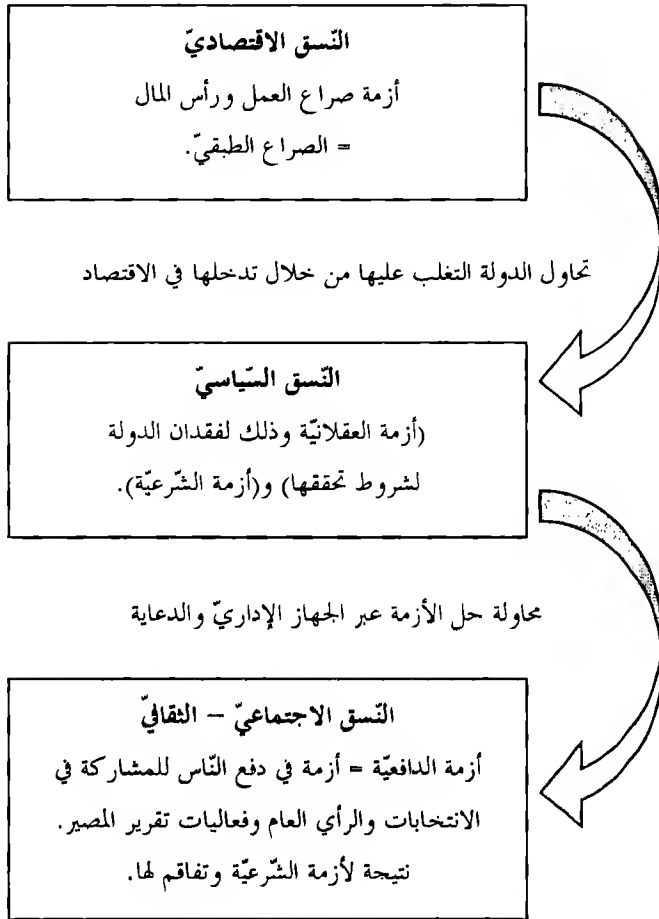 النّسق الاقتصاديّ
أزمة صراع العمل ورأس المال
= الصراع الطبقيّ.
تحاول الدولة التغلب عليها من خلال تدخلها في الاقتصاد
النّسق السّياسيّ
(أزمة العقلانيّة وذلك لفقدان الدولة
لشروط تحققها) و(أزمة الشّرعيّة).
محاولة حل الأزمة عبر الجهاز الإداريّ والدعاية
النّسق الاجتماعيّ – الثقافيّ
أزمة الدافعيّة = أزمة في دفع النّاس للمشاركة في
الانتخابات والرأي العام وفعاليات تقرير المصير.
نتيجة لأزمة الشّرعيّة وتفاقم لها.